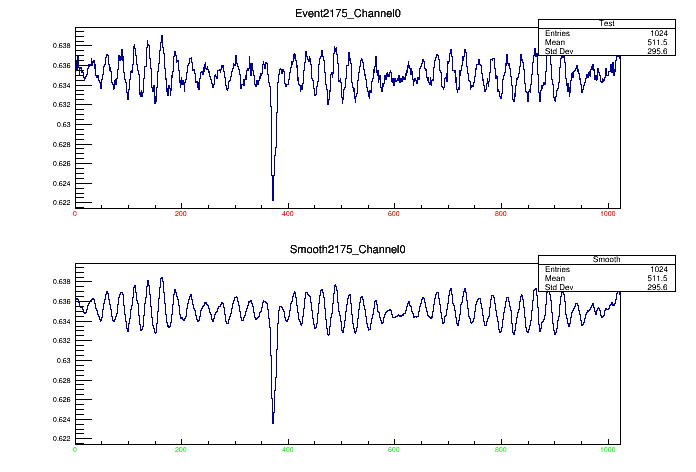 Event2175_Channel0
Test
Entries 1024
Mean 511.5
Std Dev 295.6
0.638
0.636
0.634
0.632
0.63
0.628
0.626
0.624
0.622
0 200 400 600 800 1000
Smooth2175_Channel0
Smooth
Entries 1024
Mean 511.5
Std Dev 295.6
0.638
0.636
0.634
0.632
0.63
0.628
0.626
0.624
0.622
0 200 400 600 800 1000